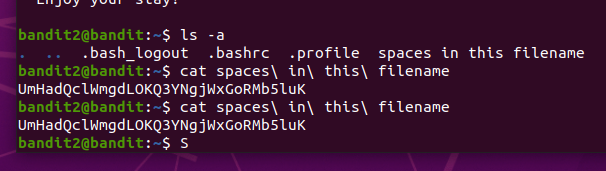 Enjoy your stay!
bandit2@bandit:~$ ls -a
. .. .bash_logout .bashrc .profile spaces in this filename
bandit2@bandit:~$ cat spaces\ in\ this\ filename
UmHadQclWmgdLOKQ3YNgjWxGoRMb5luK
bandit2@bandit:~$ cat spaces\ in\ this\ filename
UmHadQclWmgdLOKQ3YNgjWxGoRMb5luK
bandit2@bandit:~$ S